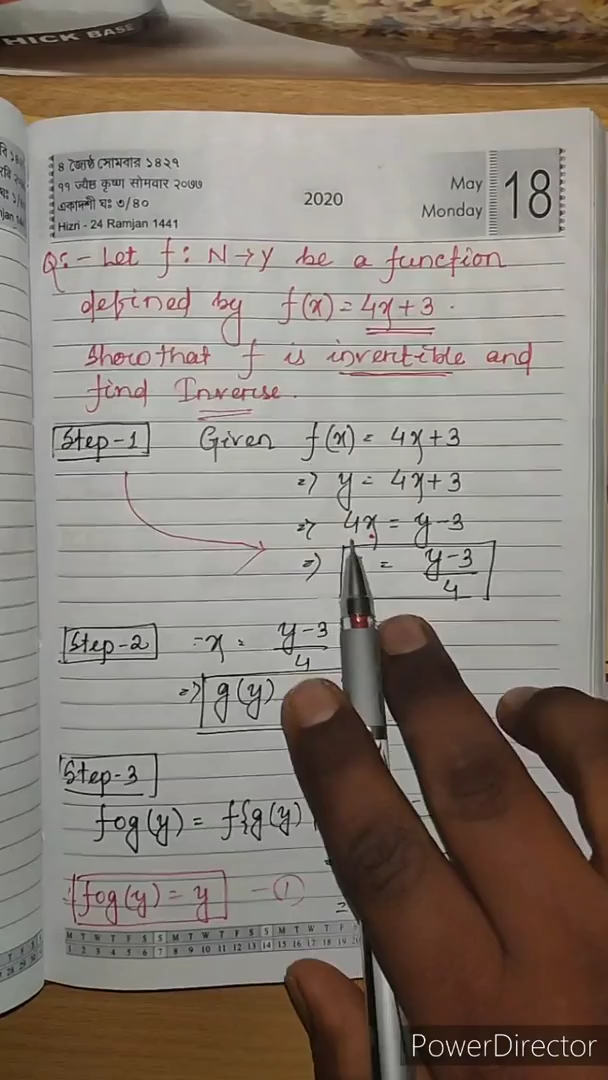 HICK BASE
৪ জ্যৈষ্ঠ সোমবার ১৪২৭
১১ জ্যৈষ্ঠ কৃষ্ণ সোমবার ২০৭৭
একাদশী ঘঃ ৩/৪০
Hizri - 24 Ramjan 1441
2020
May
Monday
18
Q:- Let f: N→Y be a function
defined by f(x) = 4x+3.
Show that f is invertible and
find Inverse.
Step-1 Given f(x) = 4x+3
=> y = 4x+3
=> 4x = y-3
=> = y-3/4
Step-2 -x = y-3/4
=> g(y)
Step-3
fog(y) = f{g(y)
fog(y) = y -①
M T W T F S S M T W T F S S M T W T F
1 2 3 4 5 6 7 8 9 10 11 12 13 14 15 16 17 18 19
PowerDirector